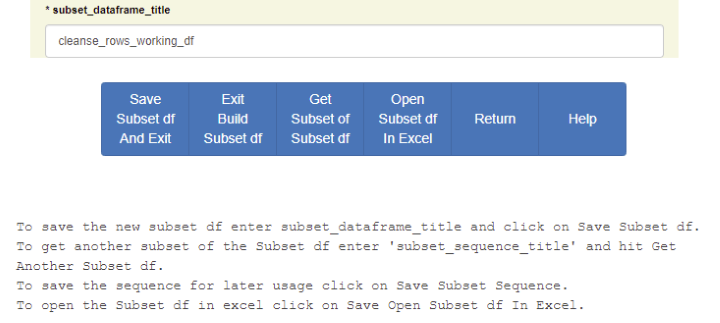 * subset_dataframe_title
cleanse_rows_working_df
Save Subset df And Exit
Exit Build Subset df
Get Subset of Subset df
Open Subset df In Excel
Return
Help
To save the new subset df enter subset_dataframe_title and click on Save Subset df.
To get another subset of the Subset df enter 'subset_sequence_title' and hit Get
Another Subset df.
To save the sequence for later usage click on Save Subset Sequence.
To open the Subset df in excel click on Save Open Subset df In Excel.